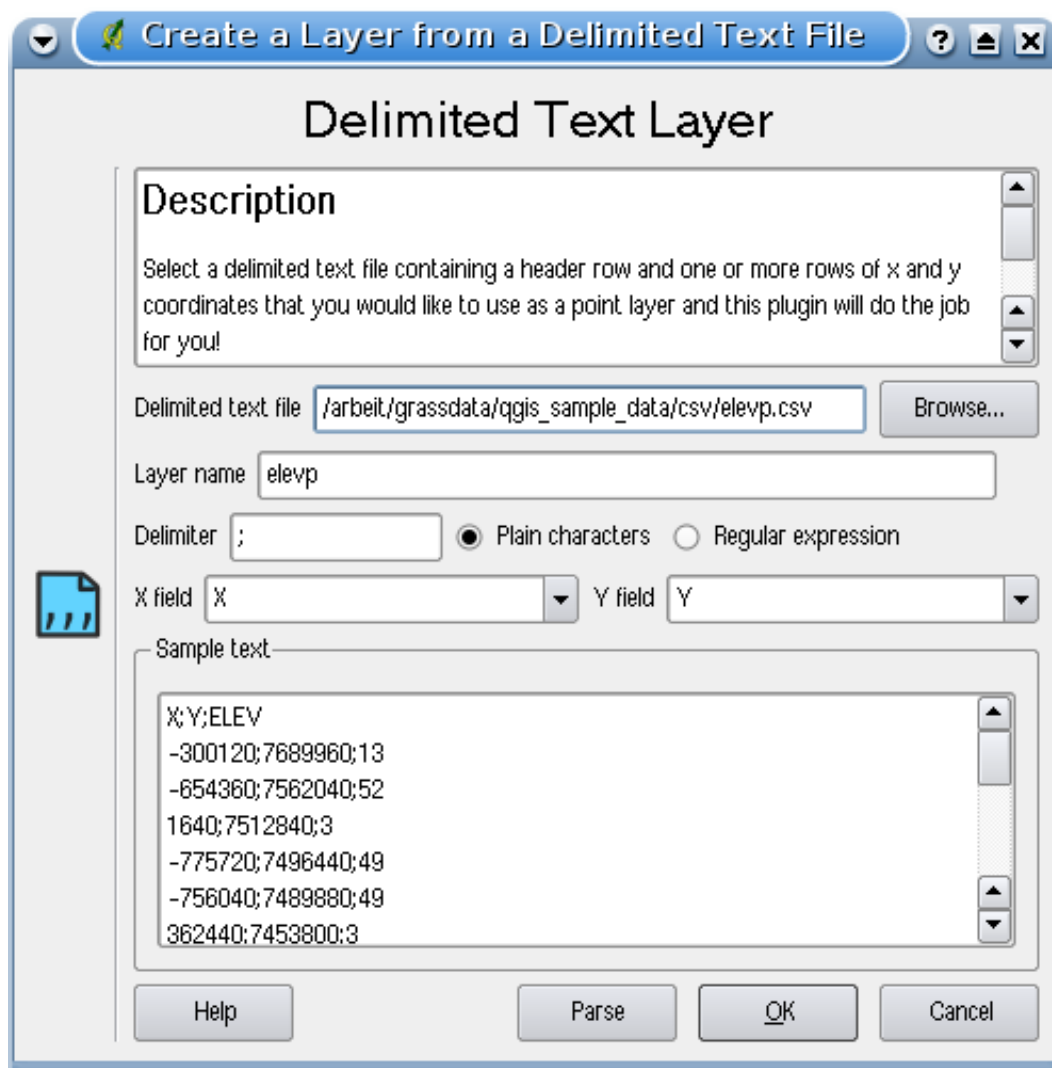 Create a Layer from a Delimited Text File
Delimited Text Layer
Description
Select a delimited text file containing a header row and one or more rows of x and y
coordinates that you would like to use as a point layer and this plugin will do the job
for you!
Delimited text file /arbeit/grassdata/qgis_sample_data/csv/elevp.csv Browse...
Layer name elevp
Delimiter ; Plain characters Regular expression
X field X Y field Y
Sample text
X;Y;ELEV
-300120;7689960;13
-654360;7562040;52
1640;7512840;3
-775720;7496440;49
-756040;7489880;49
362440;7453800;3
Help Parse OK Cancel